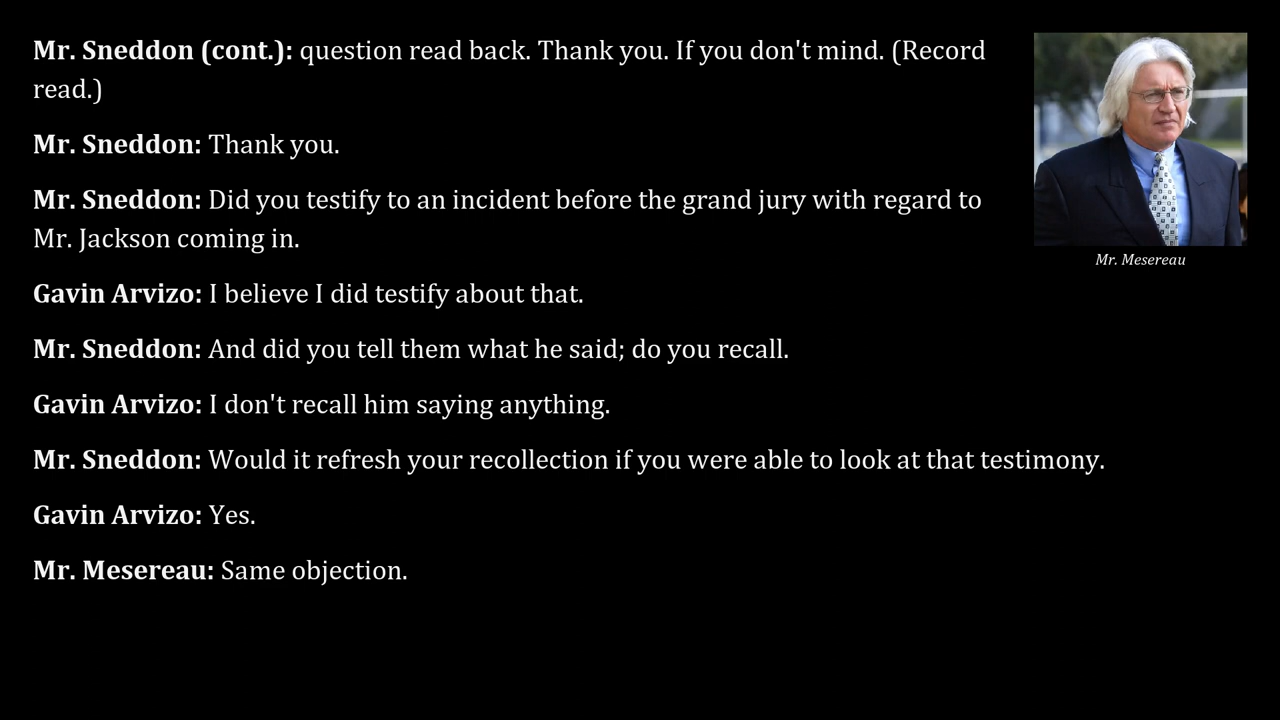 Mr. Sneddon (cont.): question read back. Thank you. If you don't mind. (Record
read.)
Mr. Sneddon: Thank you.
Mr. Sneddon: Did you testify to an incident before the grand jury with regard to
Mr. Jackson coming in.
Gavin Arvizo: I believe I did testify about that.
Mr. Sneddon: And did you tell them what he said; do you recall.
Gavin Arvizo: I don't recall him saying anything.
Mr. Sneddon: Would it refresh your recollection if you were able to look at that testimony.
Gavin Arvizo: Yes.
Mr. Mesereau: Same objection.
Mr. Mesereau